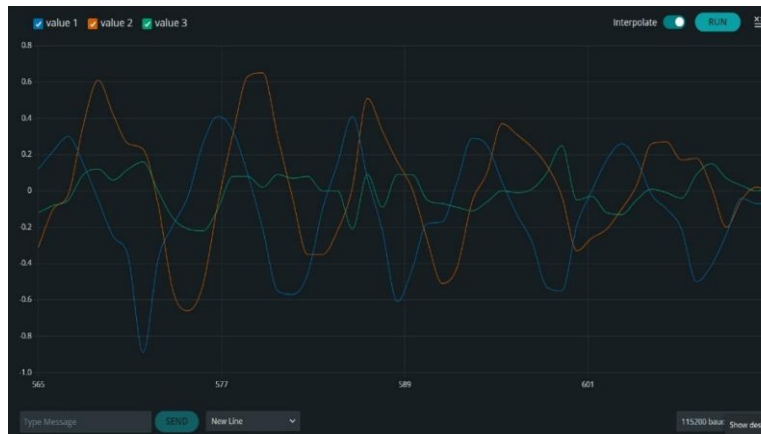 value 1 value 2 value 3 Interpolate RUN
0.8
0.6
0.4
0.2
0
0.2
0.4
0.6
0.8
1.0
565 577 589 601
Type Message SEND New Line 115200 baud
Show des